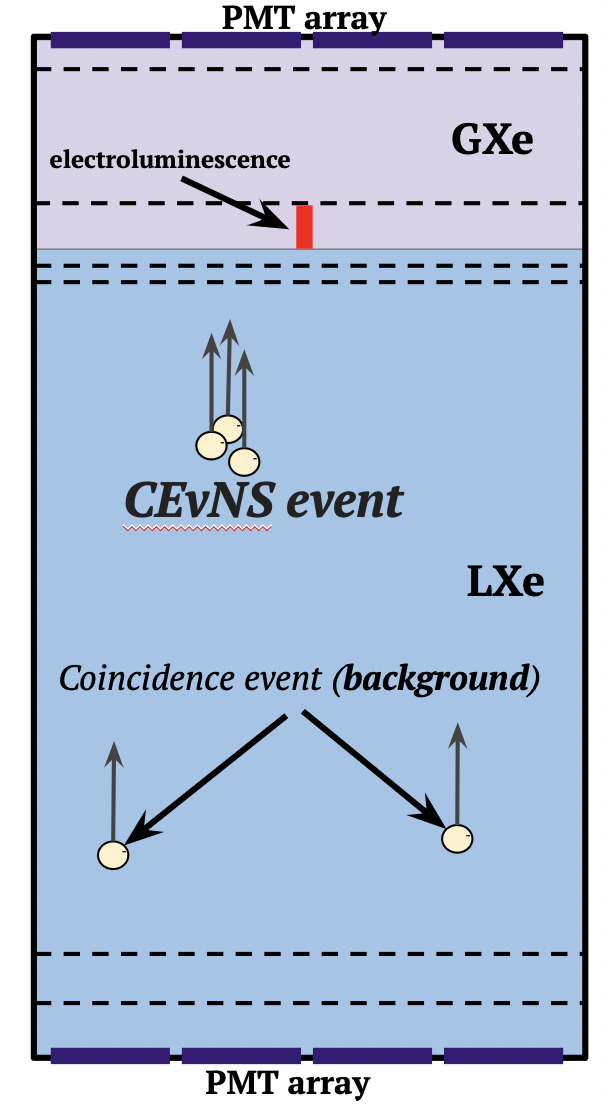 PMT array
GXe
electroluminescence
CEvNS event
LXe
Coincidence event (background)
PMT array